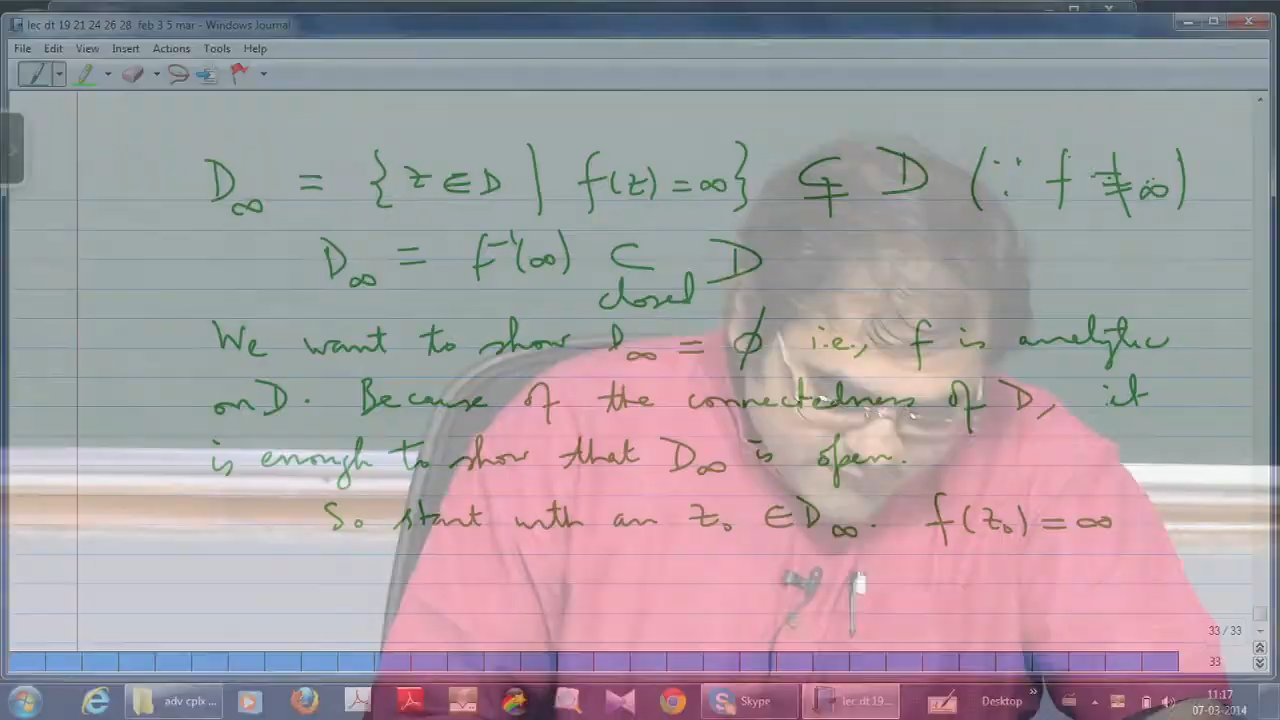 lec dt 19 21 24 26 28 feb 3 5 mar - Windows Journal
File Edit View Insert Actions Tools Help
D∞ = {z ∈ D | f(z) = ∞} ⊊ D (∵ f ≢ ∞)
D∞ = f⁻¹(∞) ⊂ D
closed
We want to show D∞ = ϕ i.e., f is analytic
on D. Because of the connectedness of D, it
is enough to show that D∞ is open.
So start with an z₀ ∈ D∞. f(z₀) = ∞
33 / 33
33
adv cplx ...
Skype
lec dt 19...
Desktop
11:17
07-03-2014